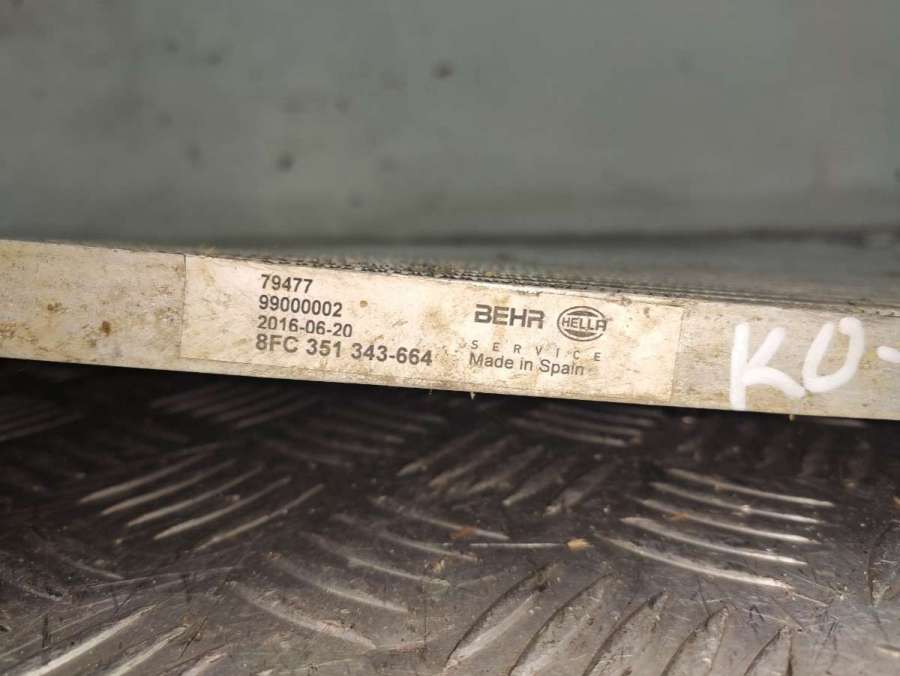 79477
99000002
2016-06-20
8FC 351 343-664
BEHR HELLA
SERVICE
Made in Spain
KO-